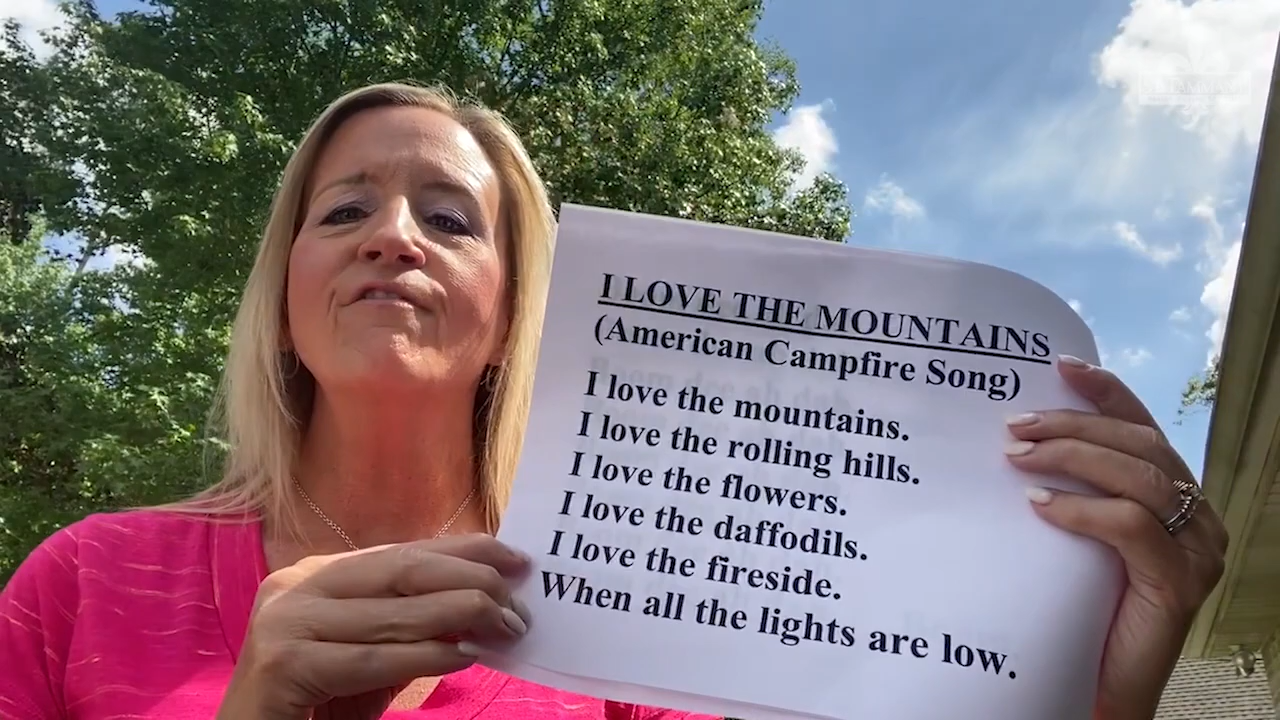 I LOVE THE MOUNTAINS
(American Campfire Song)
I love the mountains.
I love the rolling hills.
I love the flowers.
I love the daffodils.
I love the fireside.
When all the lights are low.